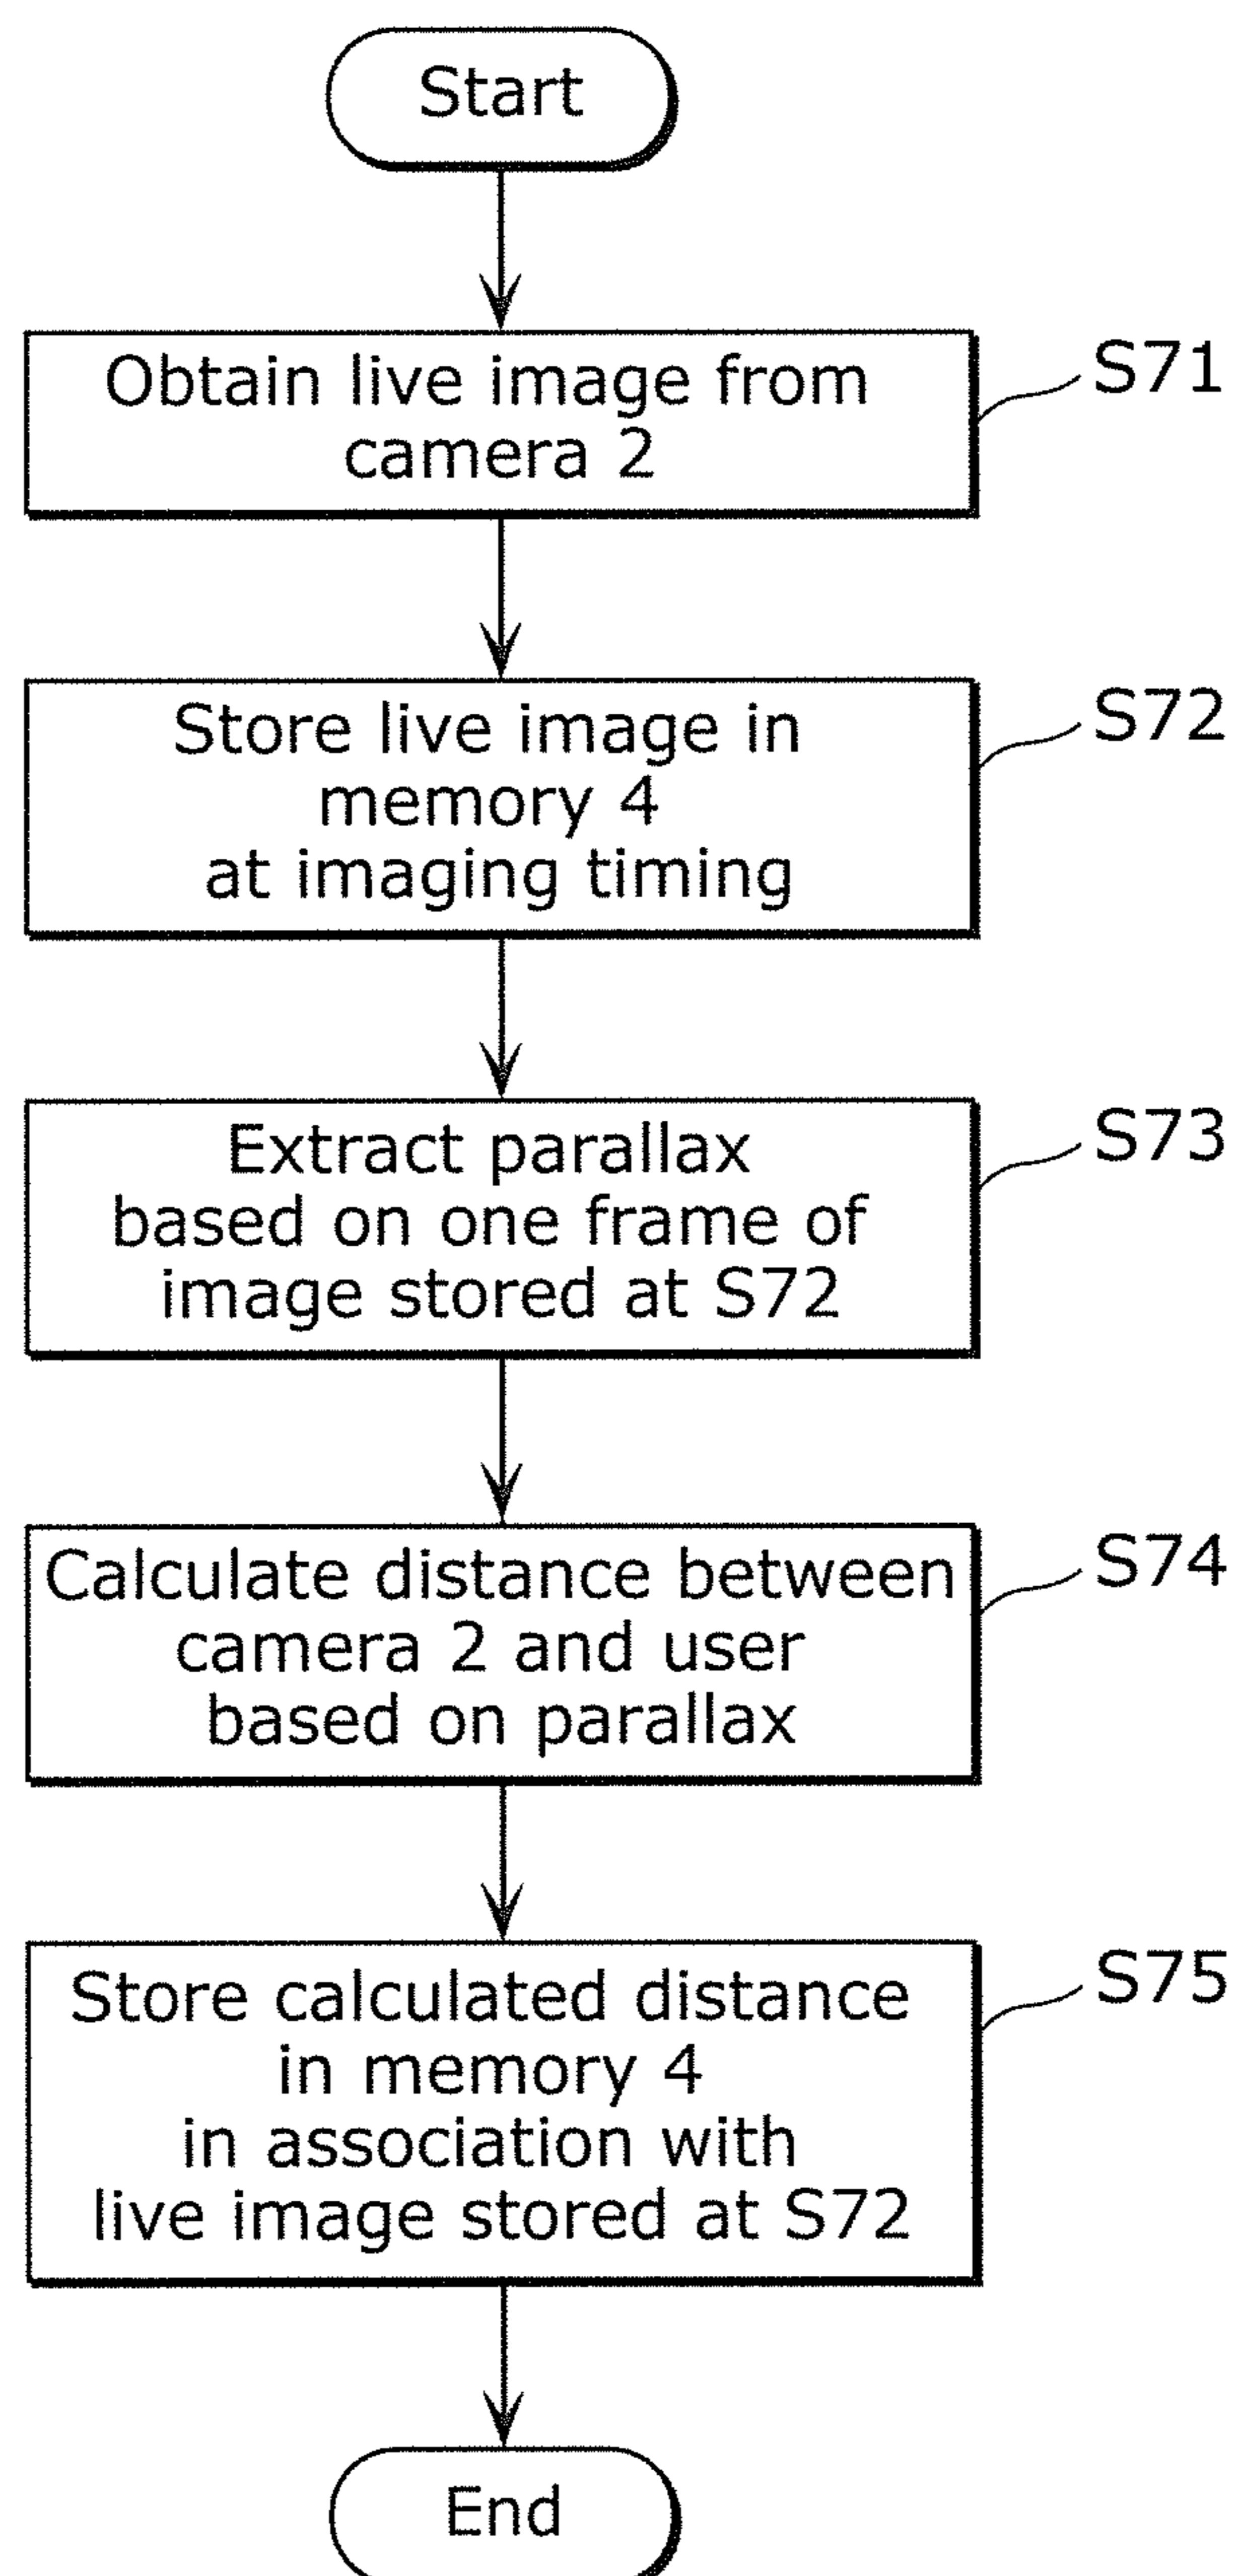 Start
Obtain live image from
camera 2
S71
Store live image in
memory 4
at imaging timing
S72
Extract parallax
based on one frame of
image stored at S72
S73
Calculate distance between
camera 2 and user
based on parallax
S74
Store calculated distance
in memory 4
in association with
live image stored at S72
S75
End